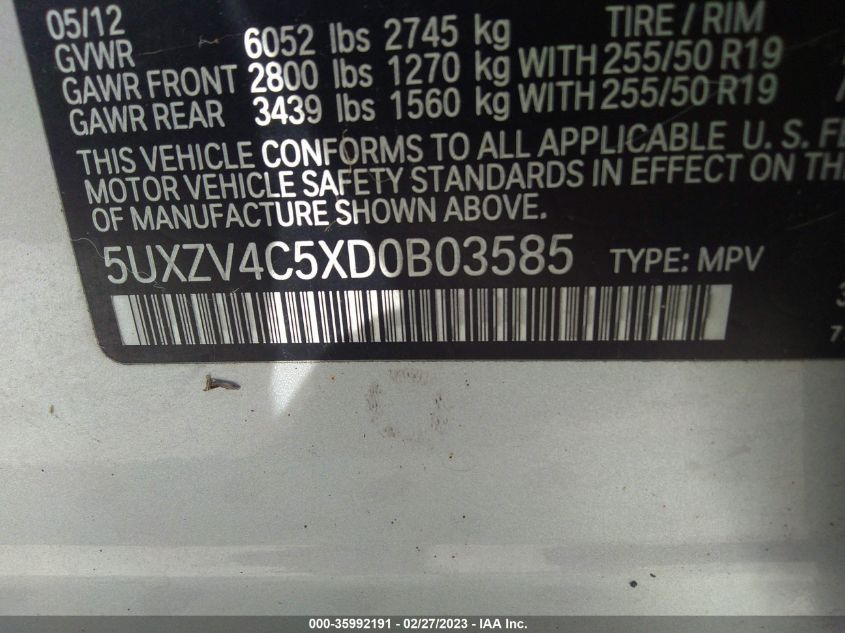 05/12 TIRE / RIM
GVWR 6052 lbs 2745 kg
GAWR FRONT 2800 lbs 1270 kg WITH 255/50 R19
GAWR REAR 3439 lbs 1560 kg WITH 255/50 R19
THIS VEHICLE CONFORMS TO ALL APPLICABLE U. S. FE
MOTOR VEHICLE SAFETY STANDARDS IN EFFECT ON TH
OF MANUFACTURE SHOWN ABOVE.
5UXZV4C5XD0B03585 TYPE: MPV
000-35992191 - 02/27/2023 - IAA Inc.